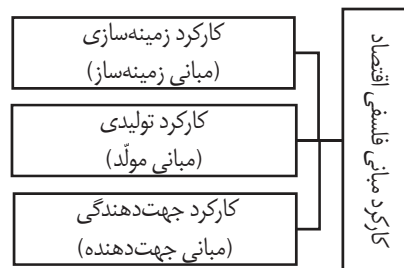 کارکرد مبانی فلسفی اقتصاد
کارکرد زمینه‌سازی
(مبانی زمینه‌ساز)
کارکرد تولیدی
(مبانی مولّد)
کارکرد جهت‌دهندگی
(مبانی جهت‌دهنده)